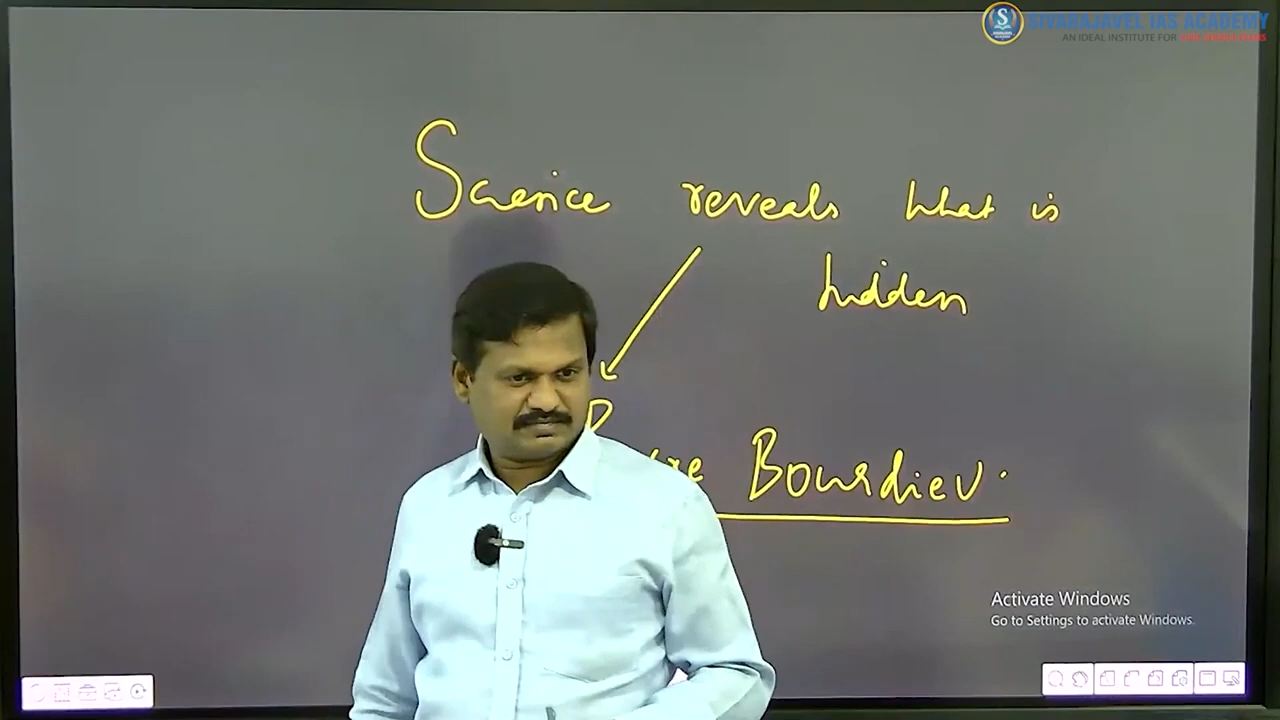 SIVARAJAVEL IAS ACADEMY
AN IDEAL INSTITUTE FOR
Science reveals what is
hidden
Bourdieu.
Activate Windows
Go to Settings to activate Windows.